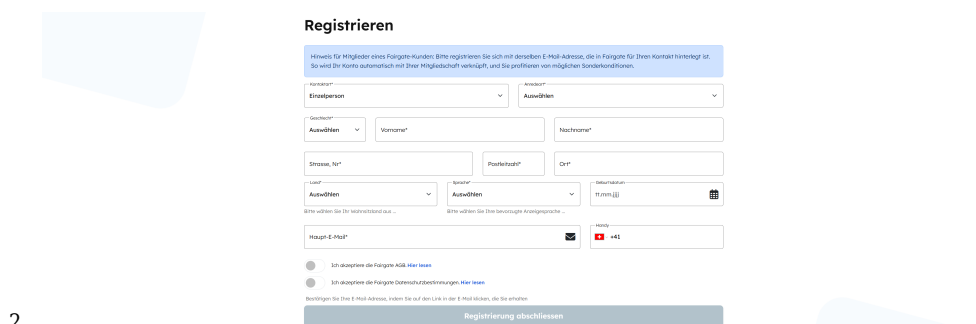 Registrieren
Hinweis für Mitglieder eines Fairgate-Kunden: Bitte registrieren Sie sich mit derselben E-Mail-Adresse, die in Fairgate für Ihren Kontakt hinterlegt ist.
So wird Ihr Konto automatisch mit Ihrer Mitgliedschaft verknüpft, und Sie profitieren von möglichen Sonderkonditionen.
Kontaktart* Anredeart*
Einzelperson Auswählen
Geschlecht*
Auswählen Vorname* Nachname*
Strasse, Nr* Postleitzahl* Ort*
Land* Sprache* Geburtsdatum
Auswählen Auswählen tt.mm.jjjj
Bitte wählen Sie Ihr Wohnsitzland aus ... Bitte wählen Sie Ihre bevorzugte Anzeigesprache ...
Handy
Haupt-E-Mail* +41
Ich akzeptiere die Fairgate AGB. Hier lesen
Ich akzeptiere die Fairgate Datenschutzbestimmungen. Hier lesen
Bestätigen Sie Ihre E-Mail-Adresse, indem Sie auf den Link in der E-Mail klicken, die Sie erhalten
Registrierung abschliessen
2